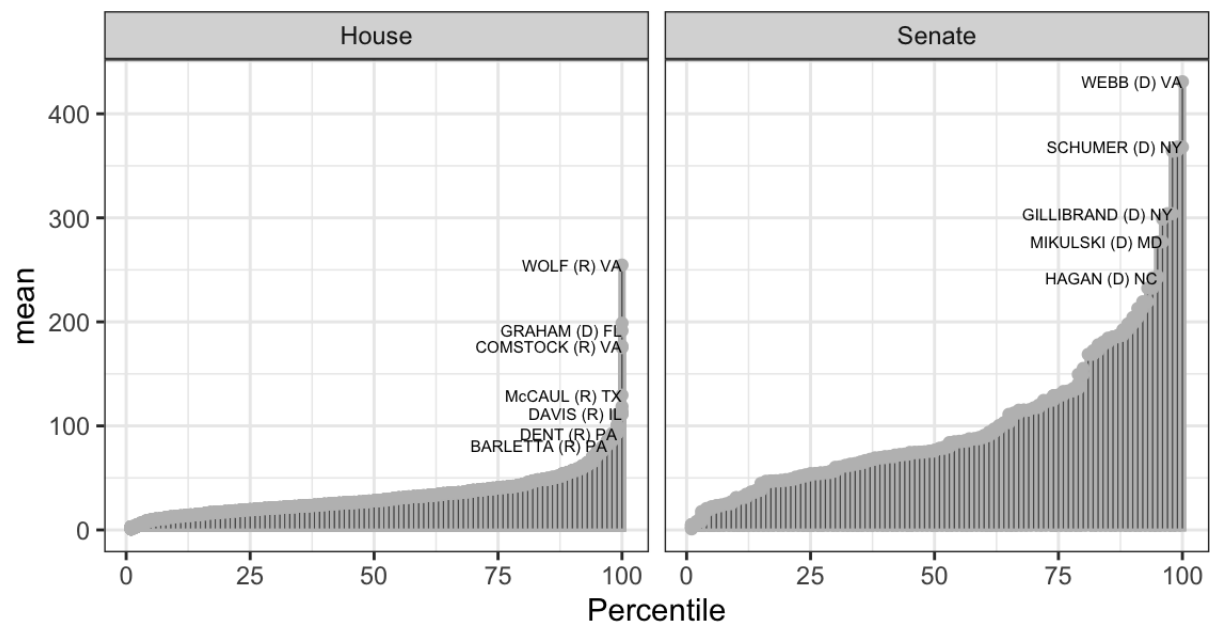 House
Senate
mean
400
300
200
100
0
WOLF (R) VA
GRAHAM (D) FL
COMSTOCK (R) VA
McCAUL (R) TX
DAVIS (R) IL
DENT (R) PA
BARLETTA (R) PA
WEBB (D) VA
SCHUMER (D) NY
GILLIBRAND (D) NY
MIKULSKI (D) MD
HAGAN (D) NC
0 25 50 75 100
0 25 50 75 100
Percentile